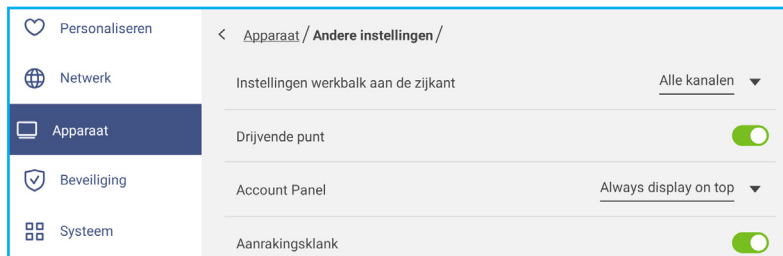 Personaliseren
Netwerk
Apparaat
Beveiliging
Systeem
< Apparaat / Andere instellingen /
Instellingen werkbalk aan de zijkant Alle kanalen
Drijvende punt
Account Panel Always display on top
Aanrakingsklank